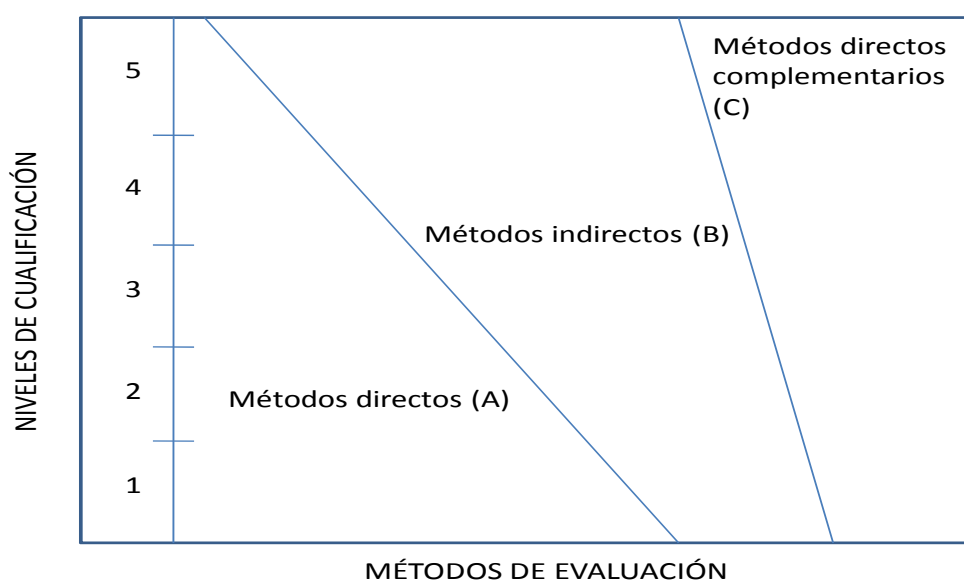 NIVELES DE CUALIFICACIÓN
5
4
3
2
1
Métodos directos
complementarios
(C)
Métodos indirectos (B)
Métodos directos (A)
MÉTODOS DE EVALUACIÓN